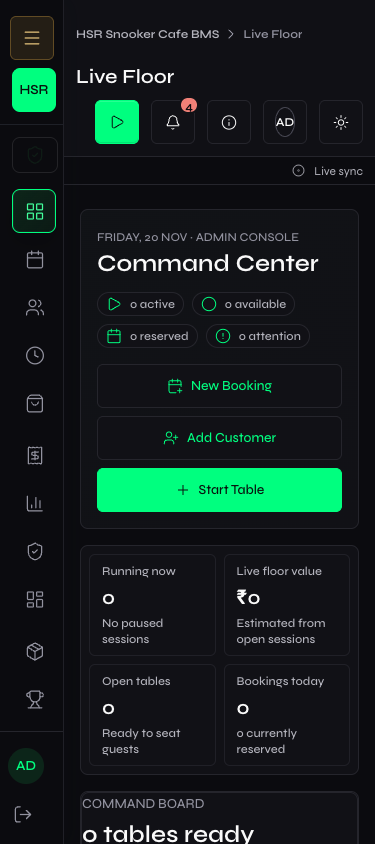 HSR Snooker Cafe BMS > Live Floor
HSR
Live Floor
4
AD
Live sync
FRIDAY, 20 NOV · ADMIN CONSOLE
Command Center
0 active
0 available
0 reserved
0 attention
New Booking
Add Customer
+ Start Table
Running now
0
No paused
sessions
Live floor value
₹0
Estimated from
open sessions
Open tables
0
Ready to seat
guests
Bookings today
0
0 currently
reserved
AD
COMMAND BOARD
0 tables ready